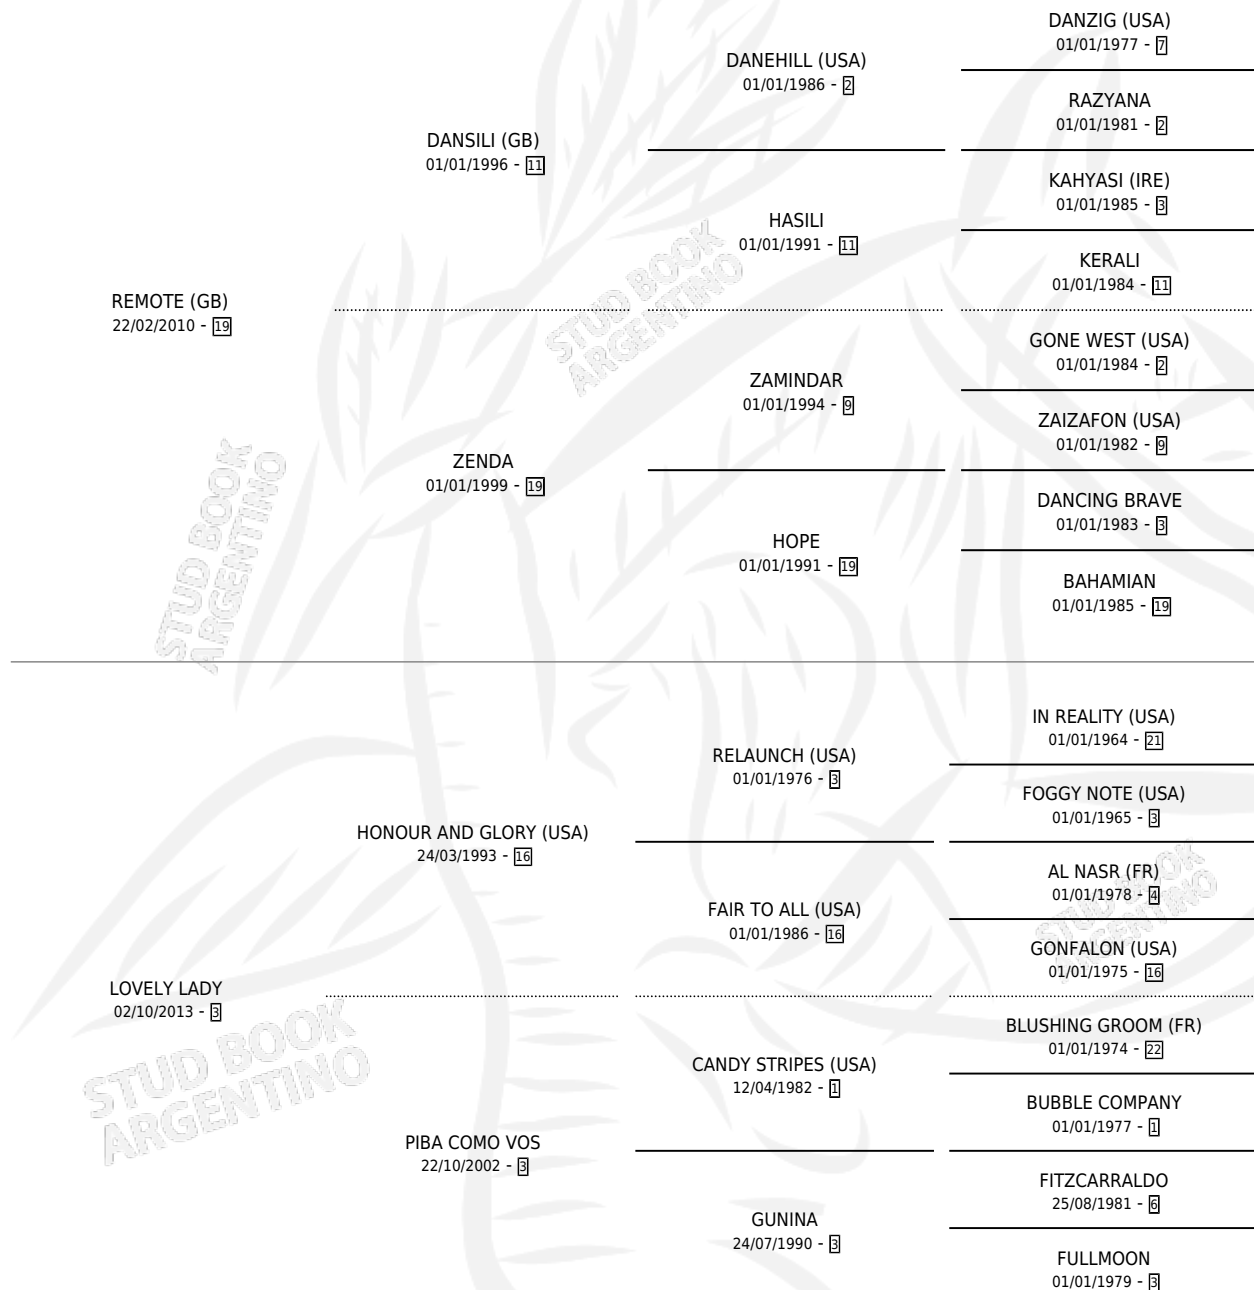 DANZIG (USA)
01/01/1977 - 7
DANEHILL (USA)
01/01/1986 - 2
RAZYANA
01/01/1981 - 2
DANSILI (GB)
01/01/1996 - 11
KAHYASI (IRE)
01/01/1985 - 3
HASILI
01/01/1991 - 11
KERALI
01/01/1984 - 11
REMOTE (GB)
22/02/2010 - 19
STUD BOOK
ARGENTINO
GONE WEST (USA)
01/01/1984 - 2
ZAMINDAR
01/01/1994 - 9
ZAIZAFON (USA)
01/01/1982 - 9
ZENDA
01/01/1999 - 19
STUD BOOK
ARGENTINO
DANCING BRAVE
01/01/1983 - 3
HOPE
01/01/1991 - 19
BAHAMIAN
01/01/1985 - 19
IN REALITY (USA)
01/01/1964 - 21
RELAUNCH (USA)
01/01/1976 - 3
FOGGY NOTE (USA)
01/01/1965 - 3
HONOUR AND GLORY (USA)
24/03/1993 - 16
AL NASR (FR)
01/01/1978 - 4
STUD BOOK
ARGENTINO
FAIR TO ALL (USA)
01/01/1986 - 16
GONFALON (USA)
01/01/1975 - 16
LOVELY LADY
02/10/2013 - 3
STUD BOOK
ARGENTINO
BLUSHING GROOM (FR)
01/01/1974 - 22
CANDY STRIPES (USA)
12/04/1982 - 1
BUBBLE COMPANY
01/01/1977 - 1
PIBA COMO VOS
22/10/2002 - 3
FITZCARRALDO
25/08/1981 - 6
GUNINA
24/07/1990 - 3
FULLMOON
01/01/1979 - 3